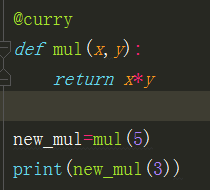 @curry
def mul(x,y):
    return x*y

new_mul=mul(5)
print(new_mul(3))